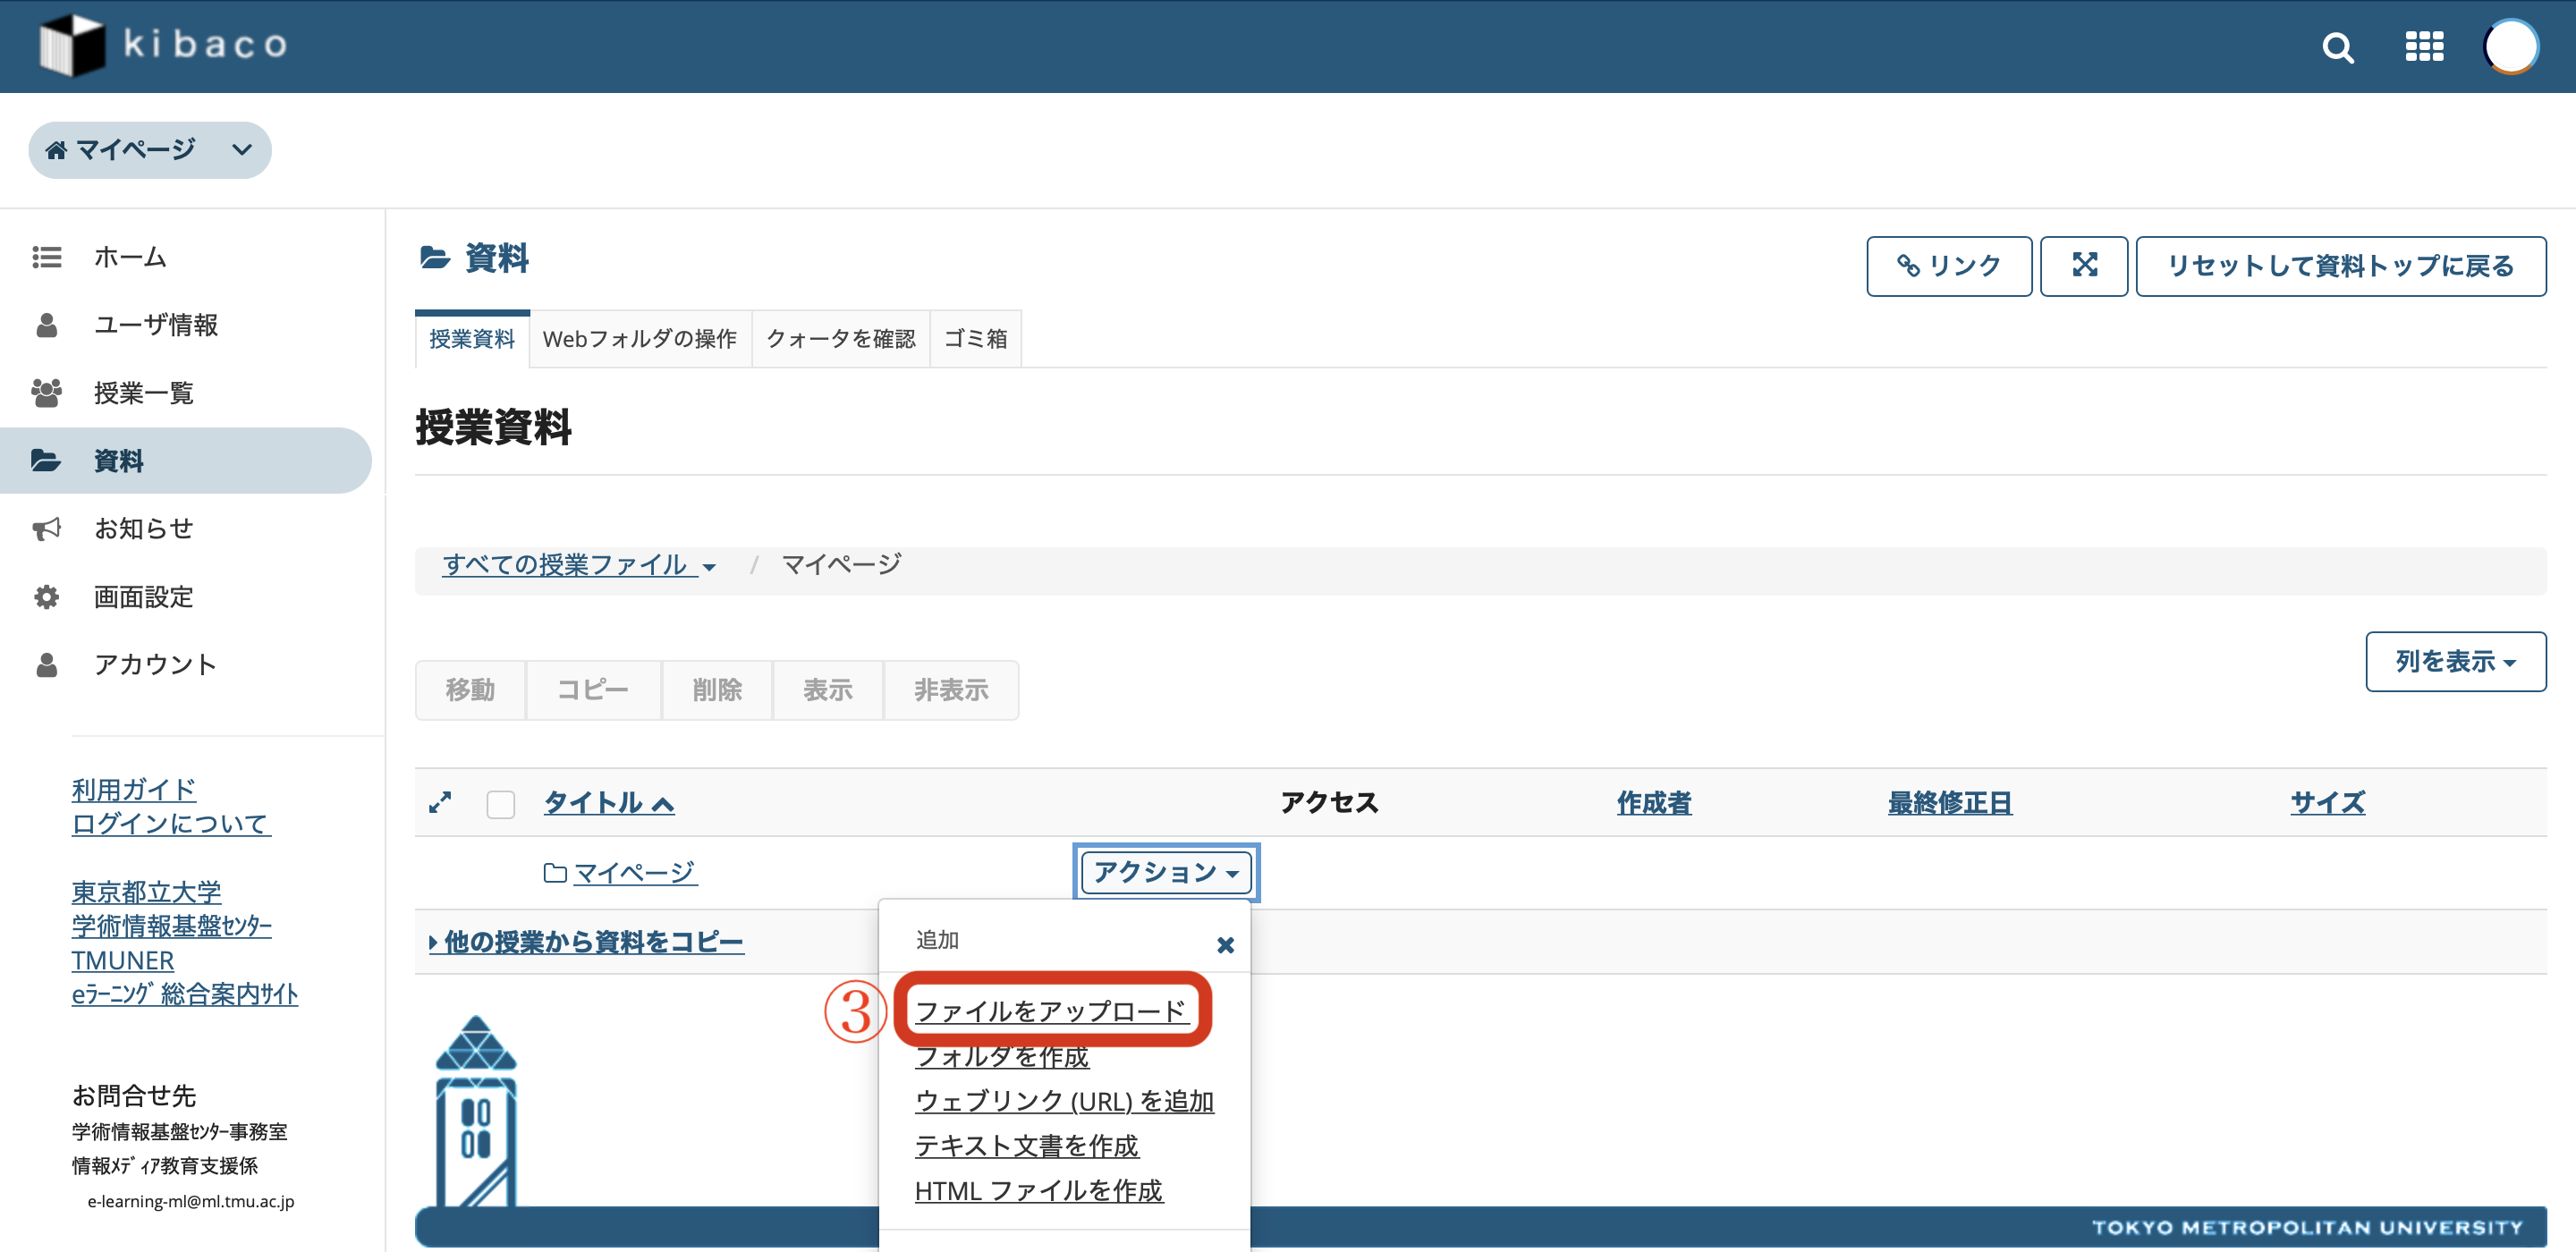 kibaco
マイページ
ホーム
ユーザ情報
授業一覧
資料
お知らせ
画面設定
アカウント
利用ガイド
ログインについて
東京都立大学
学術情報基盤ｾﾝﾀｰ
TMUNER
eﾗｰﾆﾝｸﾞ総合案内ｻｲﾄ
お問合せ先
学術情報基盤ｾﾝﾀｰ事務室
情報ﾒﾃﾞｨｱ教育支援係
e-learning-ml@ml.tmu.ac.jp
資料
リンク
リセットして資料トップに戻る
授業資料 Webフォルダの操作 クォータを確認 ゴミ箱
授業資料
すべての授業ファイル / マイページ
列を表示
移動 コピー 削除 表示 非表示
タイトル アクセス 作成者 最終修正日 サイズ
マイページ アクション
他の授業から資料をコピー
追加
③ ファイルをアップロード
フォルダを作成
ウェブリンク (URL) を追加
テキスト文書を作成
HTML ファイルを作成
TOKYO METROPOLITAN UNIVERSITY